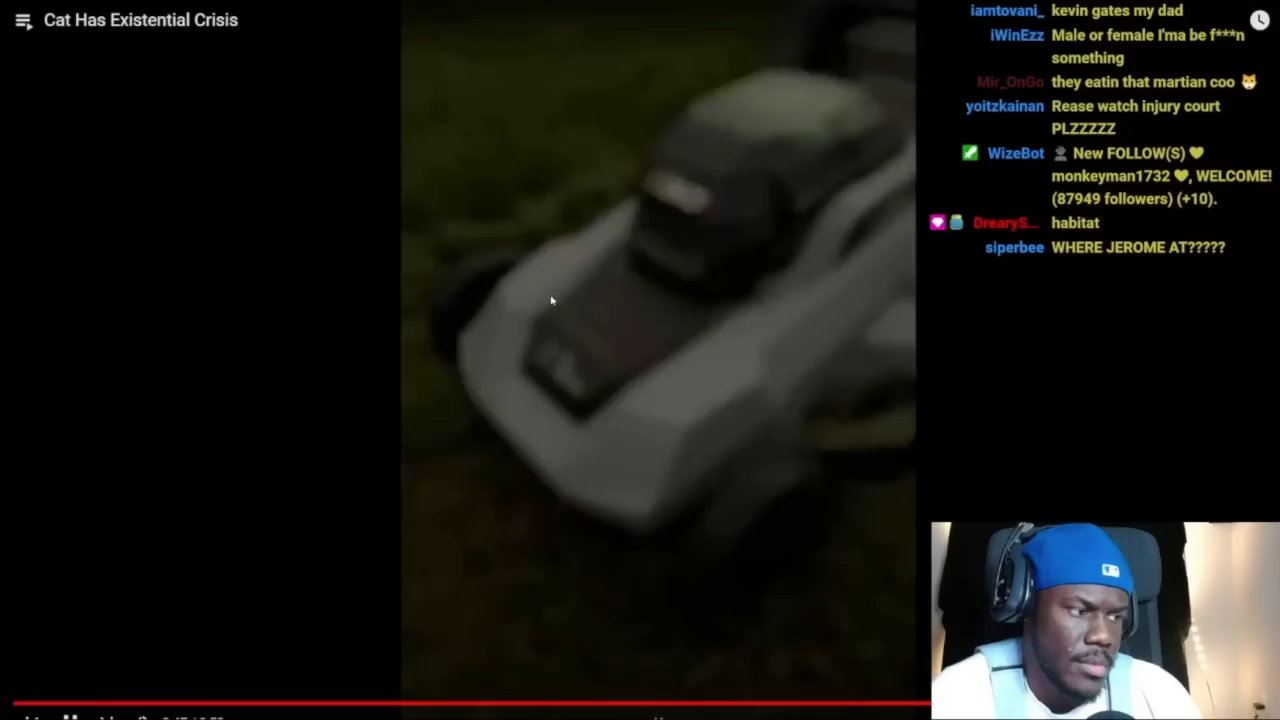 Cat Has Existential Crisis
iamtovani_ kevin gates my dad
iWinEzz Male or female I'ma be f***n
something
Mir_OnGo they eatin that martian coo
yoitzkainan Rease watch injury court
PLZZZZZ
WizeBot New FOLLOW(S)
monkeyman1732, WELCOME!
(87949 followers) (+10).
DrearyS... habitat
siperbee WHERE JEROME AT?????